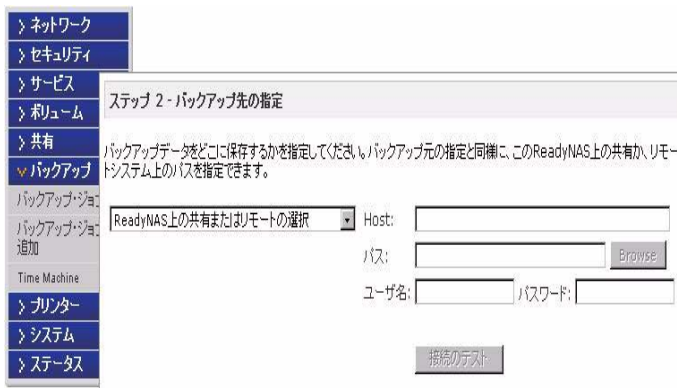 > ネットワーク
> セキュリティ
> サービス
> ボリューム
> 共有
バックアップ
バックアップ・ジョ
バックアップ・ジョ
追加
Time Machine
> プリンター
> システム
> ステータス
ステップ 2 - バックアップ先の指定
バックアップデータをどこに保存するかを指定してください。バックアップ元の指定と同様に、このReadyNAS上の共有か、リモー
トシステム上のパスを指定できます。
ReadyNAS上の共有またはリモートの選択 Host:
パス: Browse
ユーザ名: パスワード:
接続のテスト